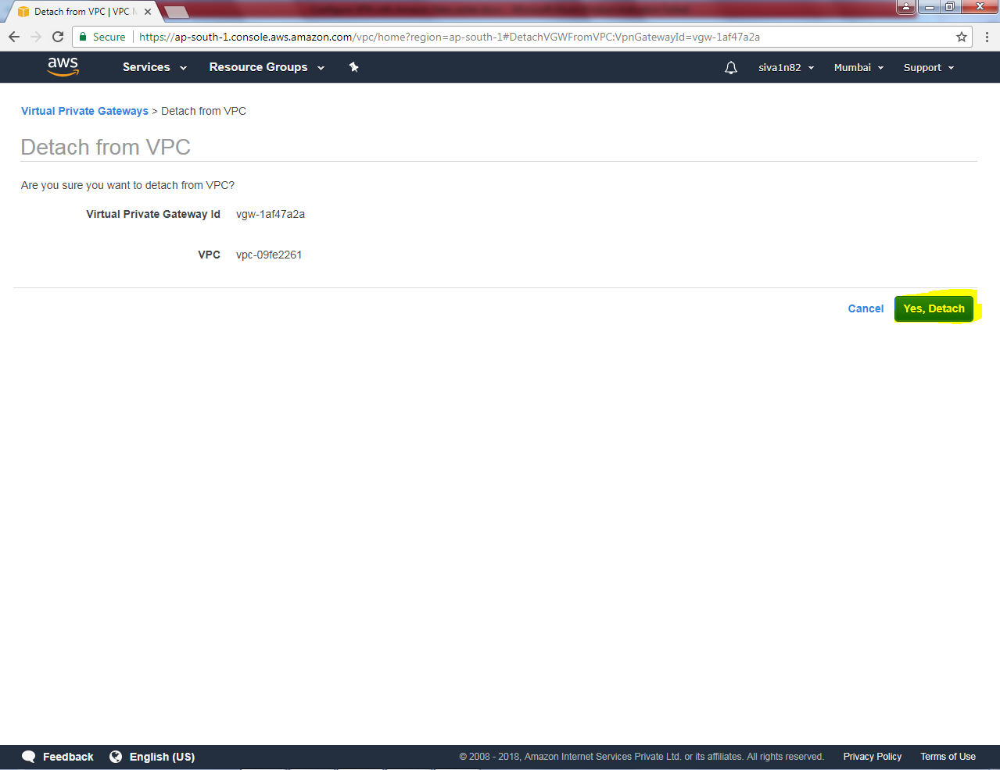 Detach from VPC | VPC
Secure https://ap-south-1.console.aws.amazon.com/vpc/home?region=ap-south-1#DetachVGWFromVPC:VpnGatewayId=vgw-1af47a2a
aws Services Resource Groups siva1n82 Mumbai Support
Virtual Private Gateways > Detach from VPC
Detach from VPC
Are you sure you want to detach from VPC?
Virtual Private Gateway Id vgw-1af47a2a
VPC vpc-09fe2261
Cancel Yes, Detach
Feedback English (US) © 2008 - 2018, Amazon Internet Services Private Ltd. or its affiliates. All rights reserved. Privacy Policy Terms of Use